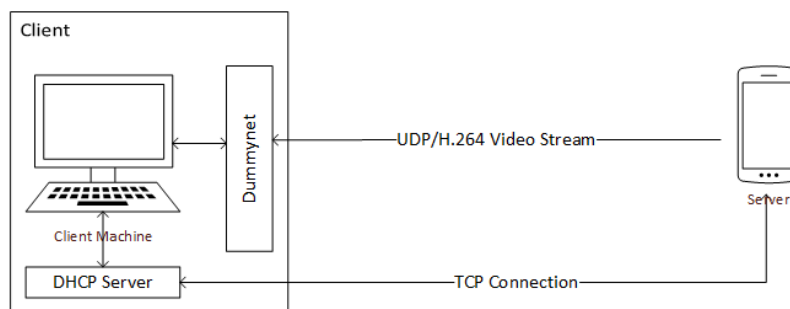 Client
Dummynet
UDP/H.264 Video Stream
Server
Client Machine
DHCP Server
TCP Connection